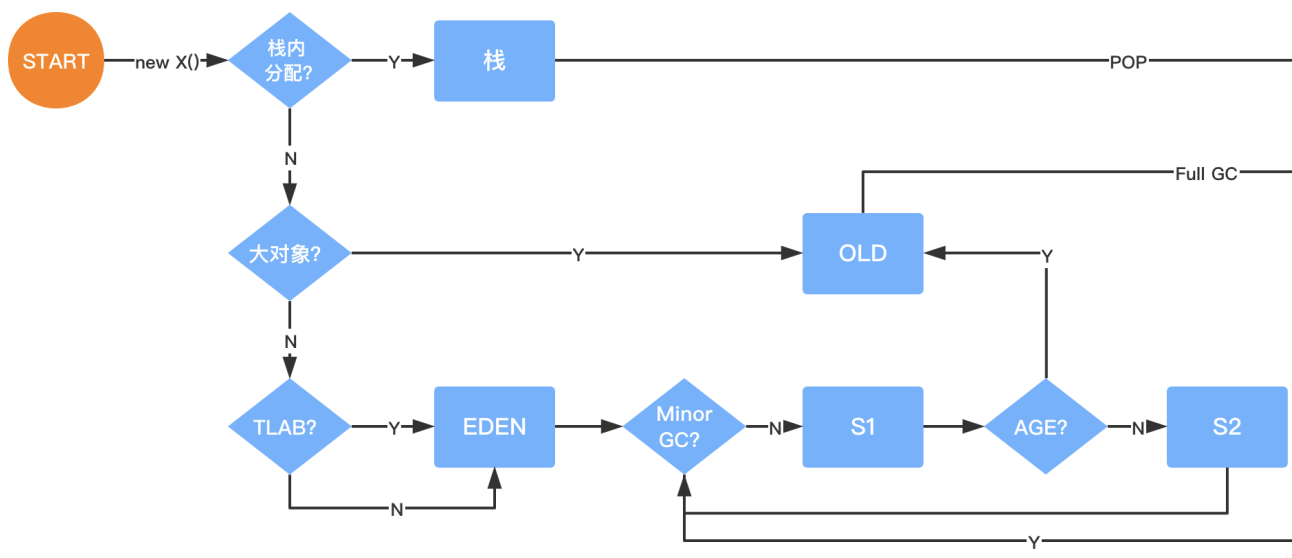 START
new X()
栈内
分配?
Y
栈
POP
N
Full GC
大对象?
Y
OLD
Y
N
TLAB?
Y
EDEN
Minor
GC?
N
S1
AGE?
N
S2
N
Y